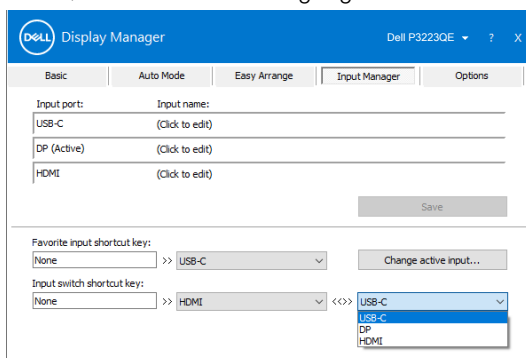 DELL Display Manager Dell P3223QE ? X
Basic Auto Mode Easy Arrange Input Manager Options
Input port: Input name:
USB-C (Click to edit)
DP (Active) (Click to edit)
HDMI (Click to edit)
Save
Favorite input shortcut key:
None >> USB-C Change active input...
Input switch shortcut key:
None >> HDMI <<>> USB-C
USB-C
DP
HDMI